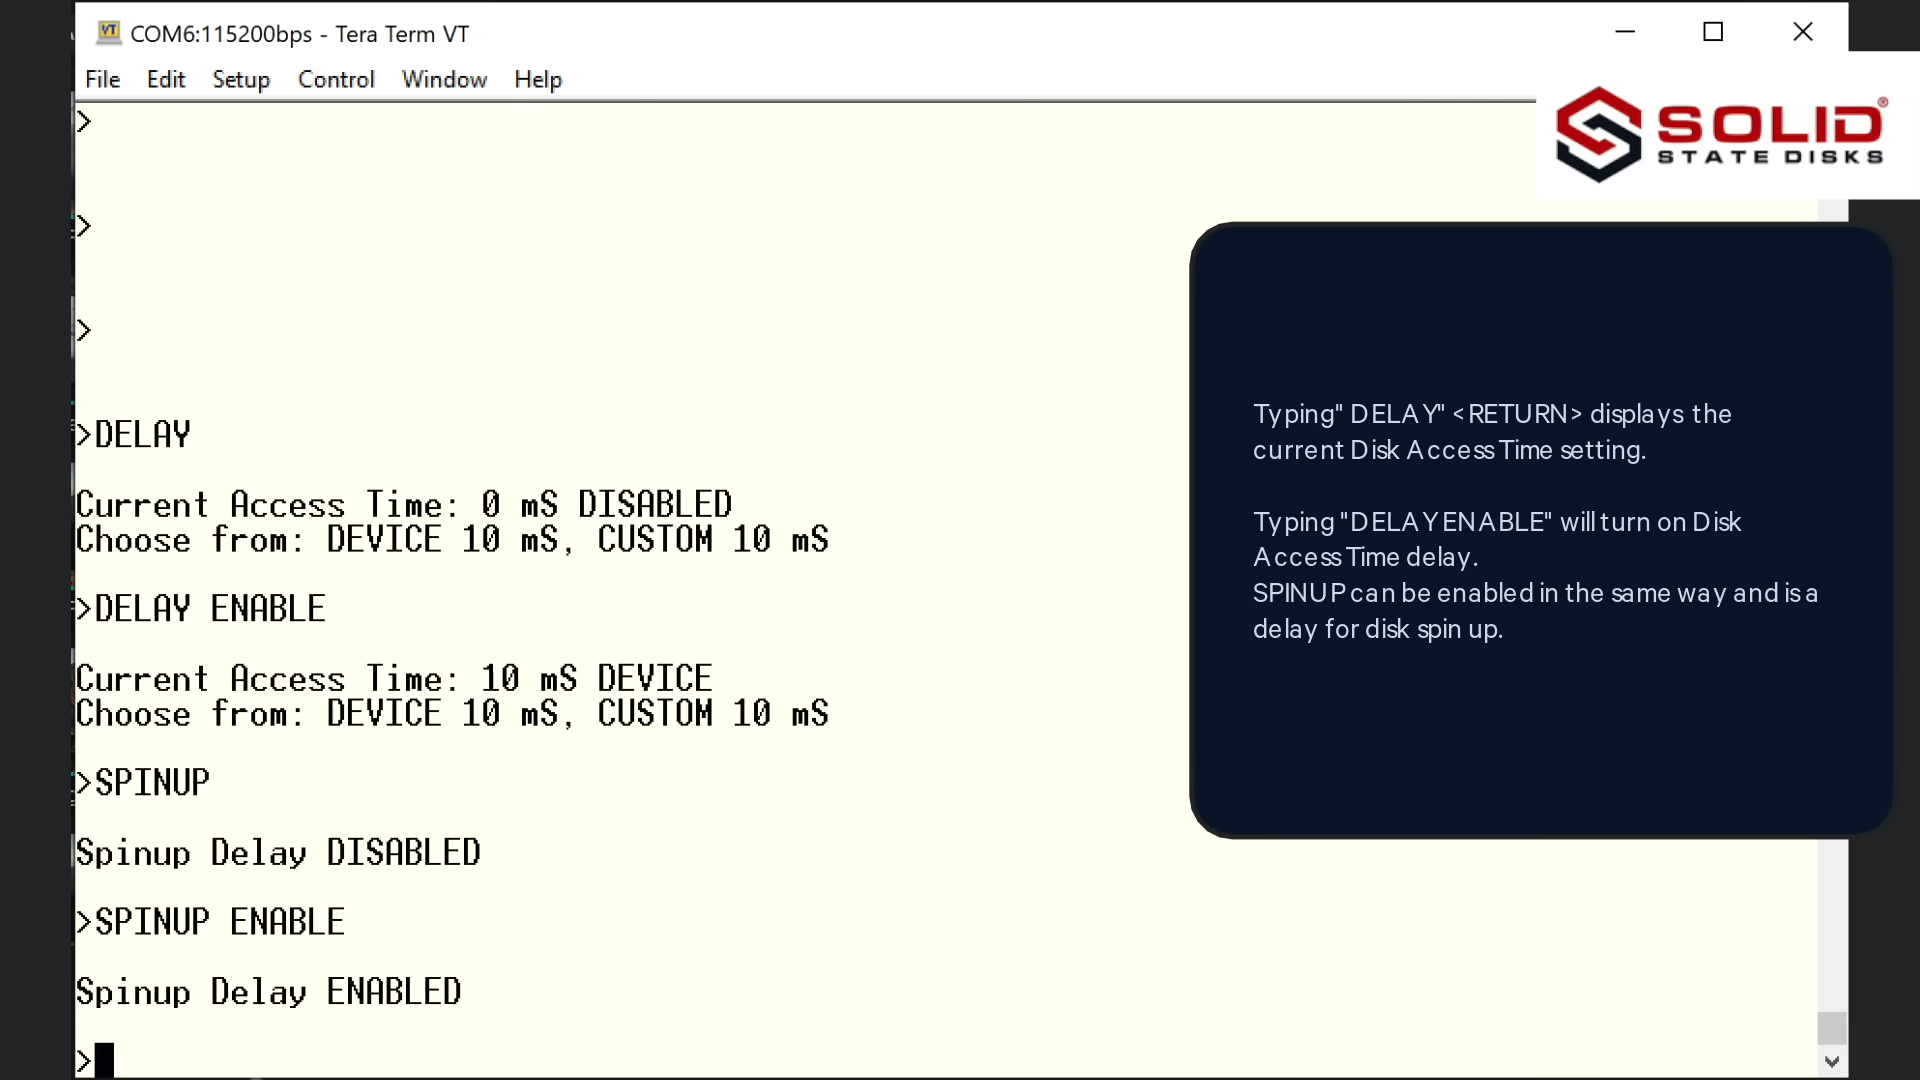 COM6:115200bps - Tera Term VT
File Edit Setup Control Window Help
SOLID®
STATE DISKS
>
>
>
>DELAY
Current Access Time: 0 mS DISABLED
Choose from: DEVICE 10 mS, CUSTOM 10 mS
>DELAY ENABLE
Current Access Time: 10 mS DEVICE
Choose from: DEVICE 10 mS, CUSTOM 10 mS
>SPINUP
Spinup Delay DISABLED
>SPINUP ENABLE
Spinup Delay ENABLED
>
Typing" DELAY" <RETURN> displays the
current Disk Access Time setting.
Typing "DELAY ENABLE" will turn on Disk
Access Time delay.
SPINUP can be enabled in the same way and is a
delay for disk spin up.